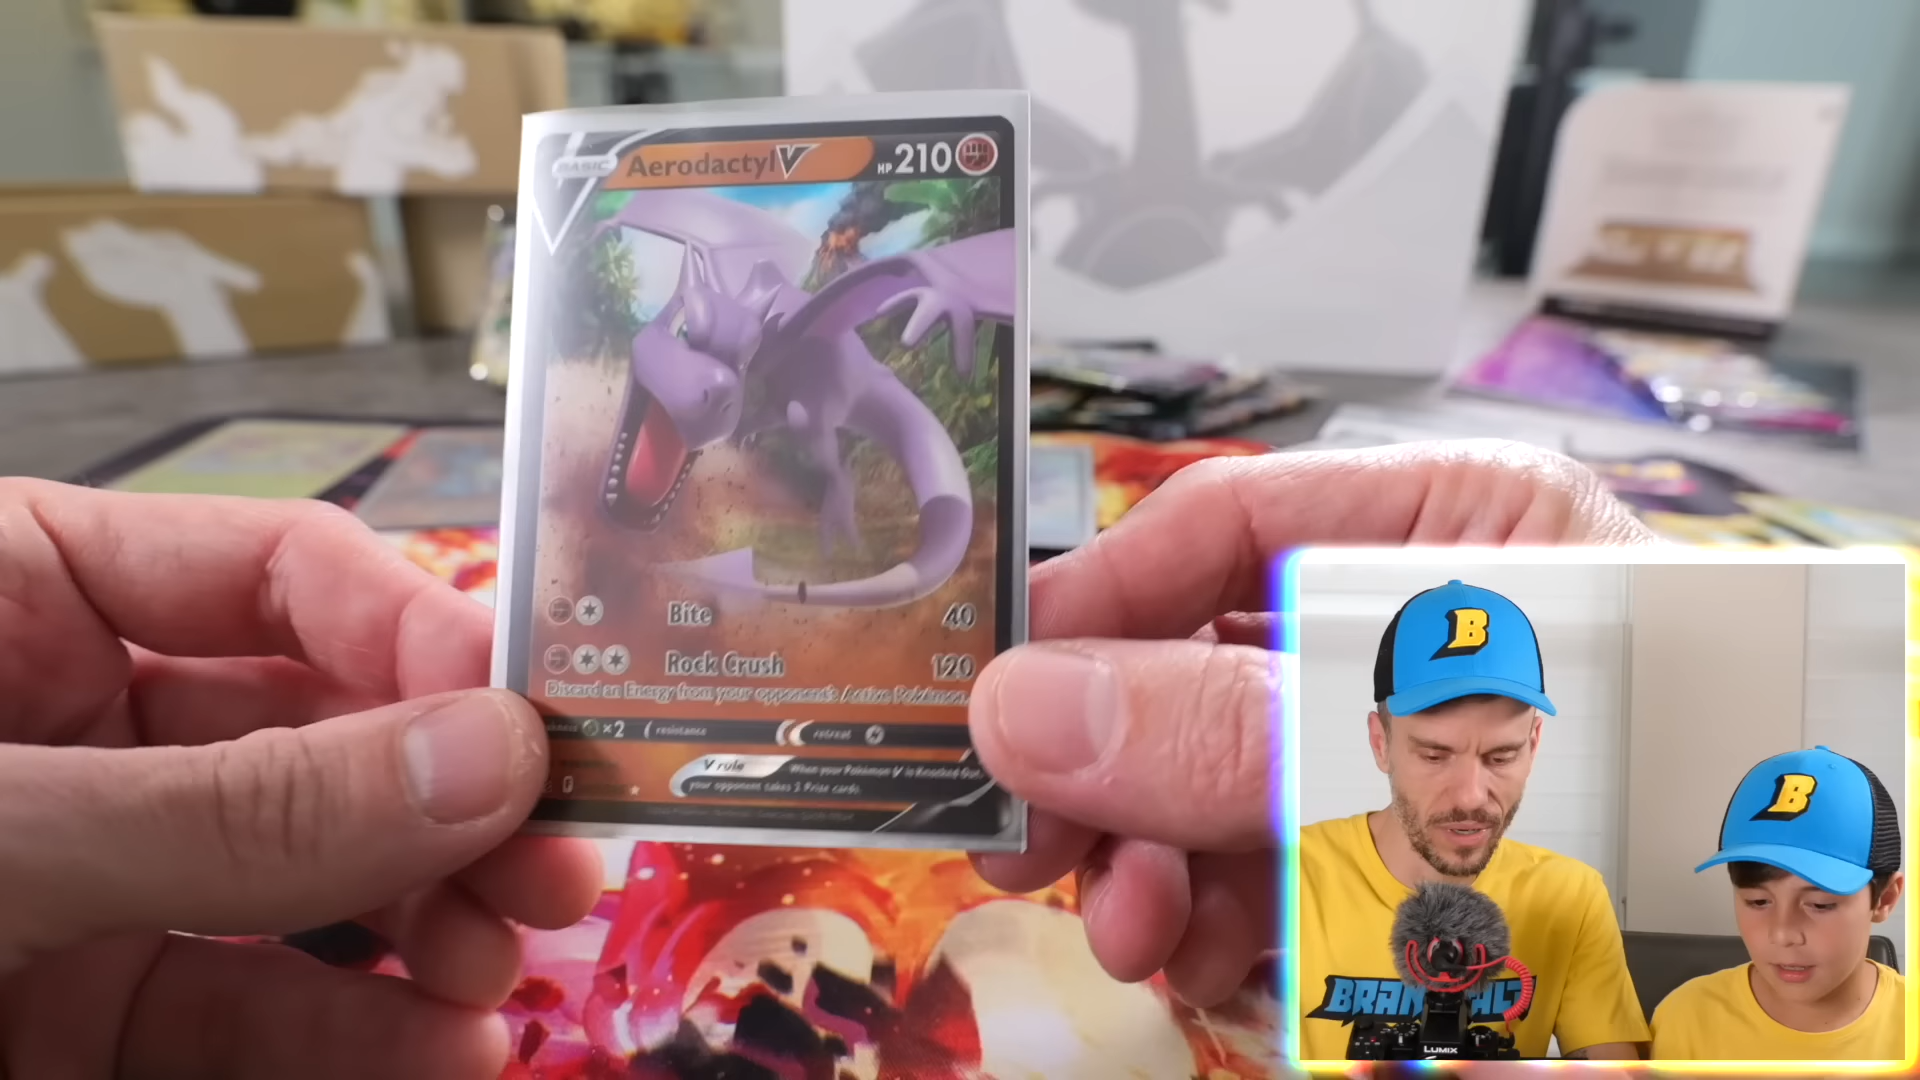 BASIC
Aerodactyl V
HP 210
Bite 40
Rock Crush 120
Discard an Energy from your opponent's Active Pokémon.
×2 resistance retreat
V rule When your Pokémon V is Knocked Out,
your opponent takes 2 Prize cards.
B
B
LUMIX